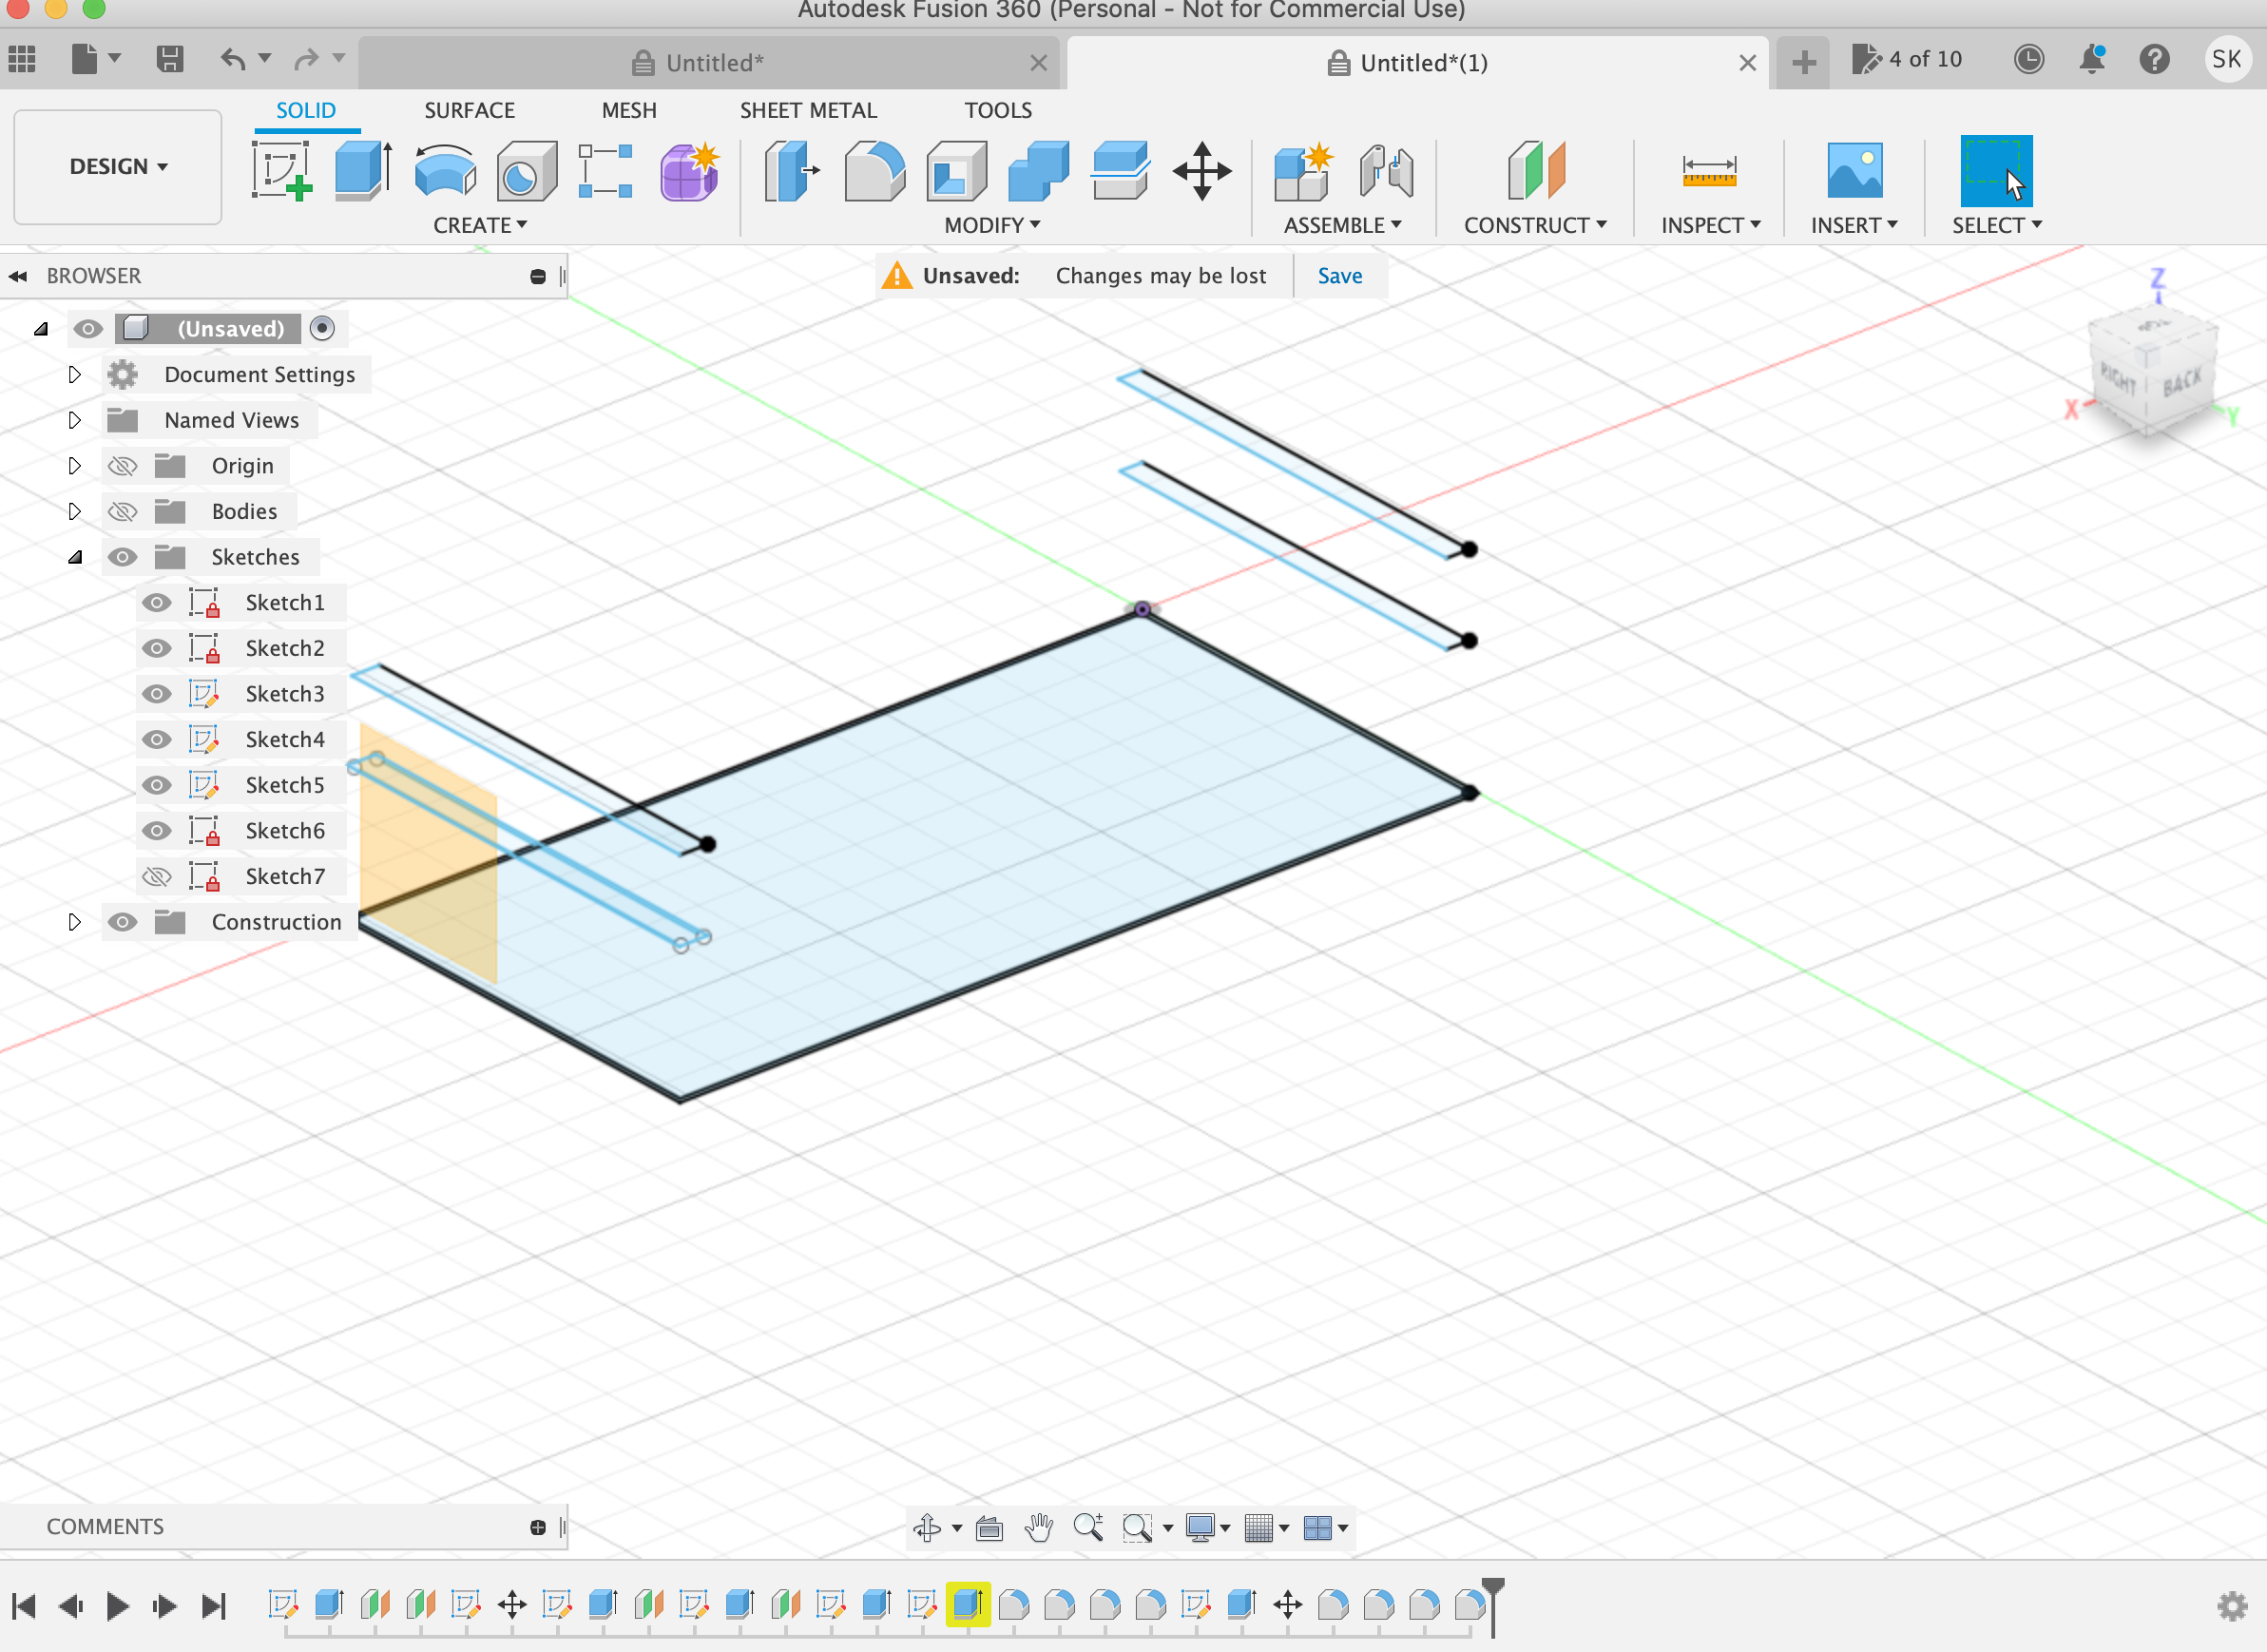 Autodesk Fusion 360 (Personal - Not for Commercial Use)
Untitled*
Untitled*(1)
4 of 10
SK
DESIGN
SOLID
SURFACE
MESH
SHEET METAL
TOOLS
CREATE
MODIFY
ASSEMBLE
CONSTRUCT
INSPECT
INSERT
SELECT
BROWSER
Unsaved: Changes may be lost
Save
(Unsaved)
Document Settings
Named Views
Origin
Bodies
Sketches
Sketch1
Sketch2
Sketch3
Sketch4
Sketch5
Sketch6
Sketch7
Construction
Z
RIGHT
BACK
X
Y
COMMENTS